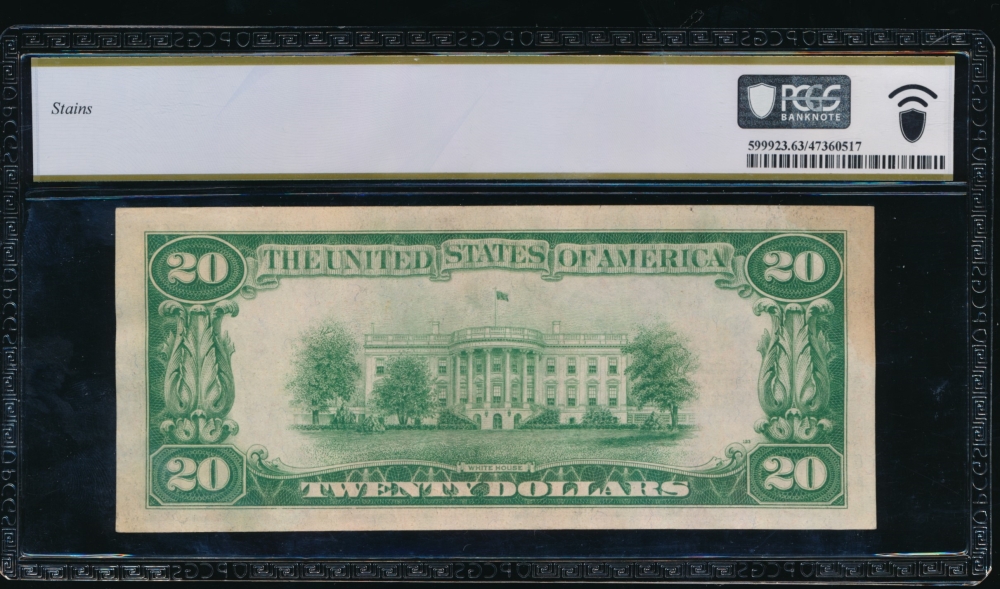 Stains
PCGS
BANKNOTE
599923.63/47360517
20 THE UNITED STATES OF AMERICA 20
WHITE HOUSE
20 TWENTY DOLLARS 20